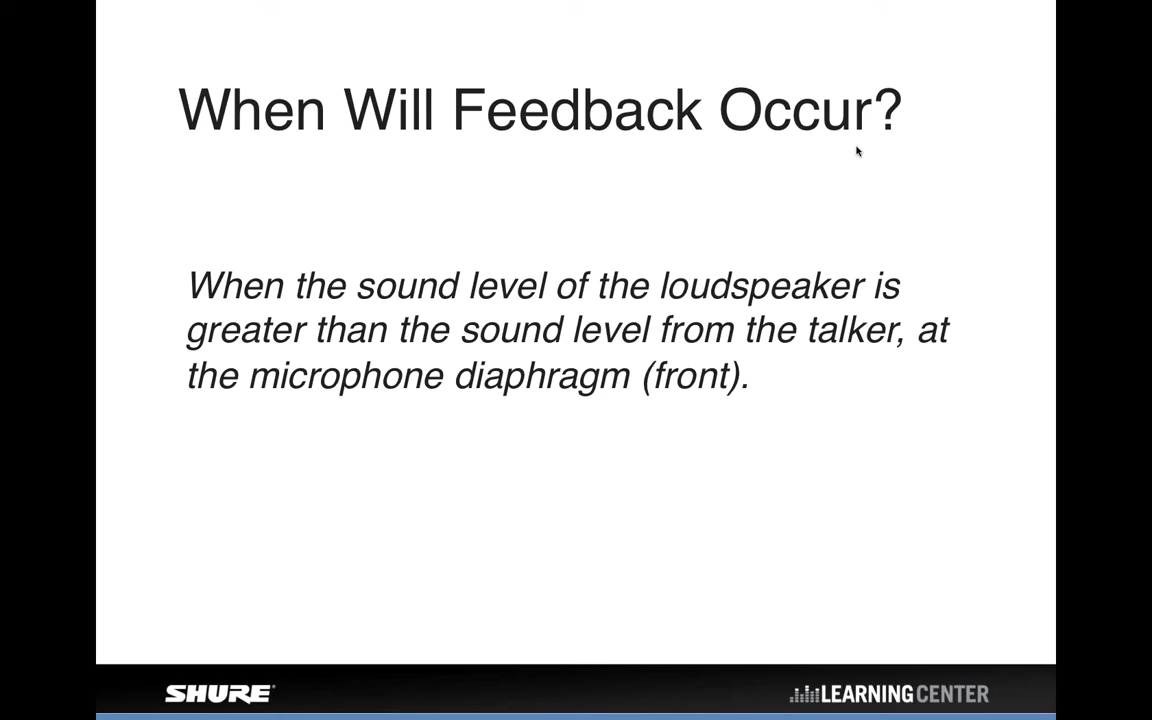 When Will Feedback Occur?
When the sound level of the loudspeaker is
greater than the sound level from the talker, at
the microphone diaphragm (front).
SHURE® LEARNING CENTER